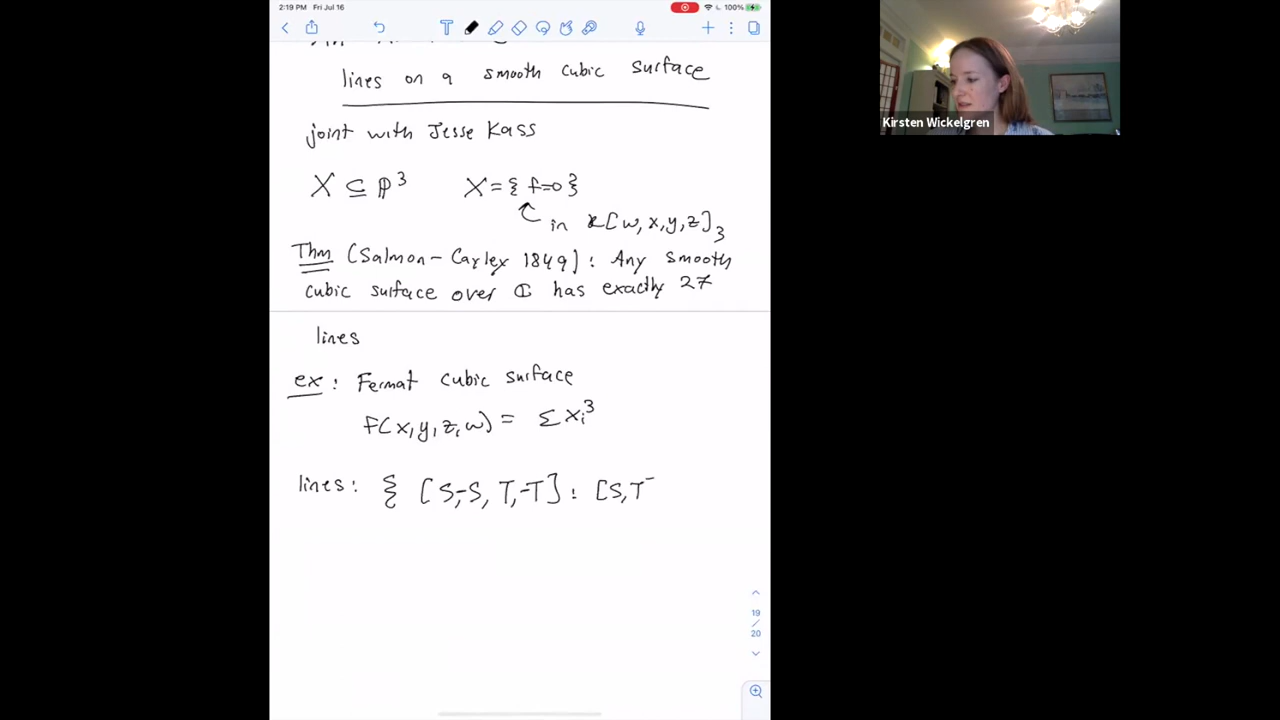 2:19 PM Fri Jul 16
100%
lines on a smooth cubic surface
joint with Jesse Kass
X ⊆ ℙ³ X = { f=0 }
in k[w,x,y,z]₃
Thm (Salmon-Cayley 1849): Any smooth
cubic surface over ℂ has exactly 27
lines
ex: Fermat cubic surface
f(x,y,z,w) = Σ xᵢ³
lines: { [S,-S, T,-T] : [S,T
19
/
20
Kirsten Wickelgren